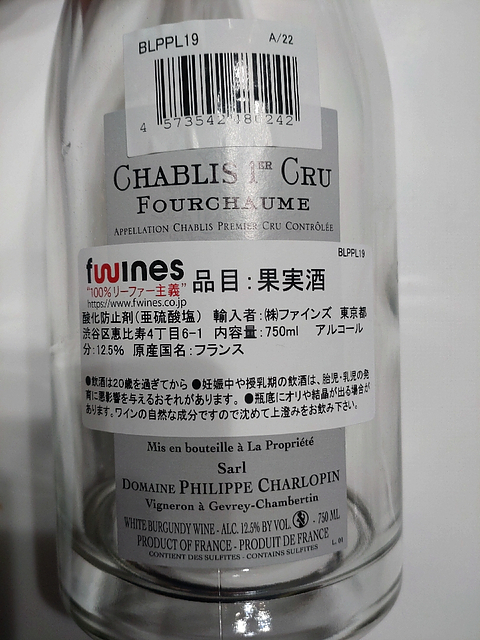 BLPPL19 A/22
4 573542 480242
CHABLIS 1ER CRU
FOURCHAUME
APPELLATION CHABLIS PREMIER CRU CONTRÔLÉE
BLPPL19
fwines 品目:果実酒
"100%リーファー主義"
https://www.fwines.co.jp
酸化防止剤(亜硫酸塩) 輸入者:㈱ファインズ 東京都
渋谷区恵比寿4丁目6-1 内容量:750ml アルコール
分:12.5% 原産国名:フランス
●飲酒は20歳を過ぎてから ●妊娠中や授乳期の飲酒は、胎児・乳児の発
育に悪影響を与えるおそれがあります。 ●瓶底にオリや結晶が出る場合が
あります。ワインの自然な成分ですので沈めて上澄みをお飲み下さい。
Mis en bouteille à La Propriété
Sarl
DOMAINE PHILIPPE CHARLOPIN
Vigneron à Gevrey-Chambertin
WHITE BURGUNDY WINE - ALC. 12.5% BY VOL. - 750 ML
PRODUCT OF FRANCE - PRODUIT DE FRANCE
CONTIENT DES SULFITES - CONTAINS SULFITES